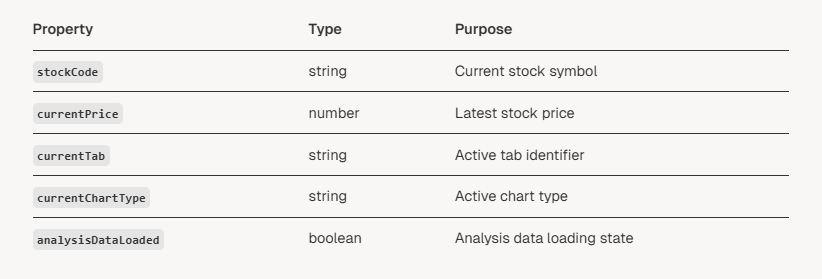 Property Type Purpose
stockCode string Current stock symbol
currentPrice number Latest stock price
currentTab string Active tab identifier
currentChartType string Active chart type
analysisDataLoaded boolean Analysis data loading state